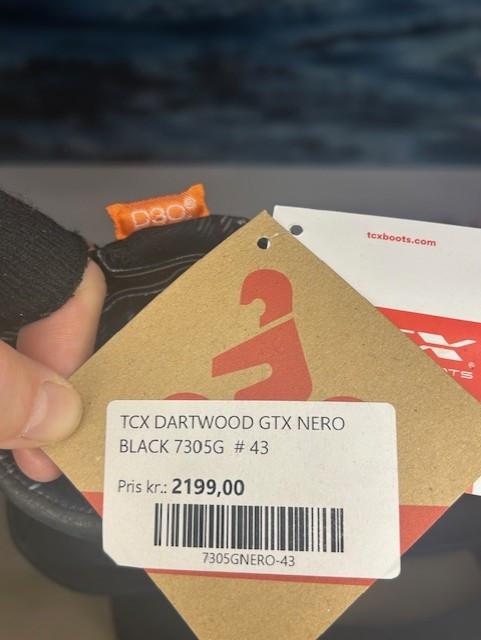 D3O®
tcxboots.com
TCX DARTWOOD GTX NERO
BLACK 7305G # 43
Pris kr.: 2199,00
7305GNERO-43